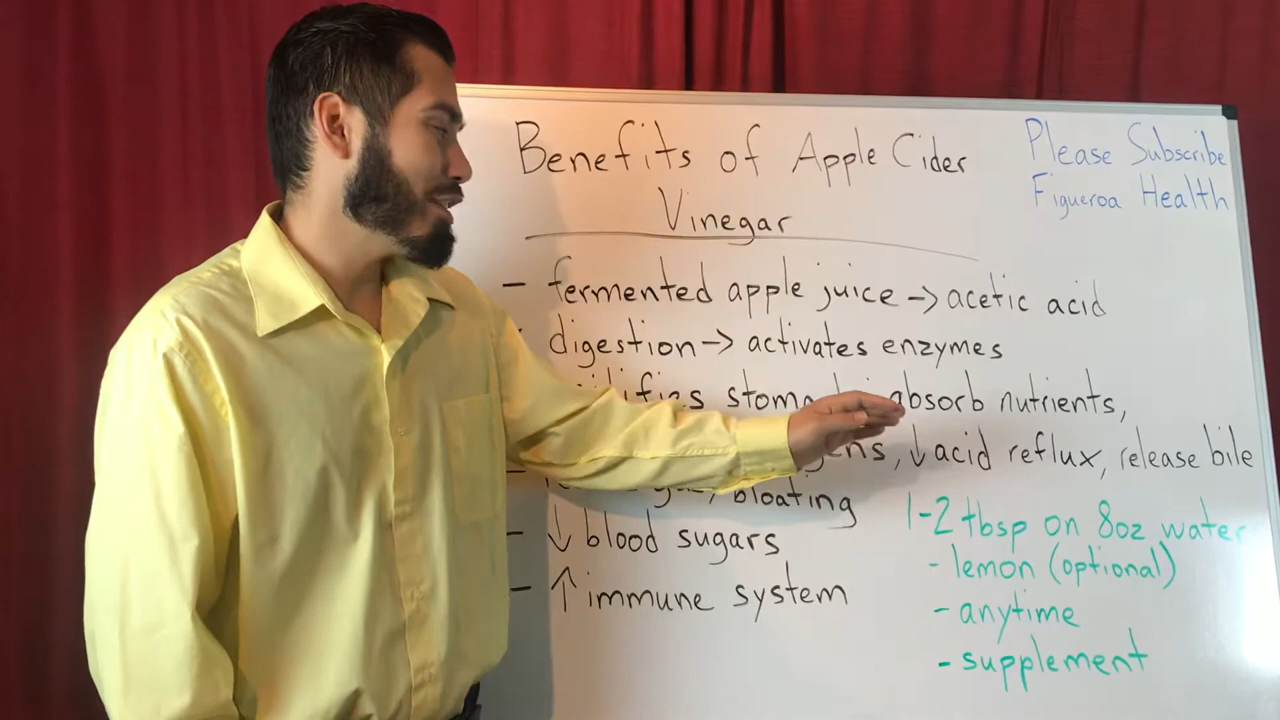 Benefits of Apple Cider
Vinegar
Please Subscribe
Figueroa Health
- fermented apple juice -> acetic acid
digestion -> activates enzymes
absorb nutrients,
↓ acid reflux, release bile
bloating
- ↓ blood sugars
- ↑ immune system
1-2 tbsp on 8oz water
- lemon (optional)
- anytime
- supplement